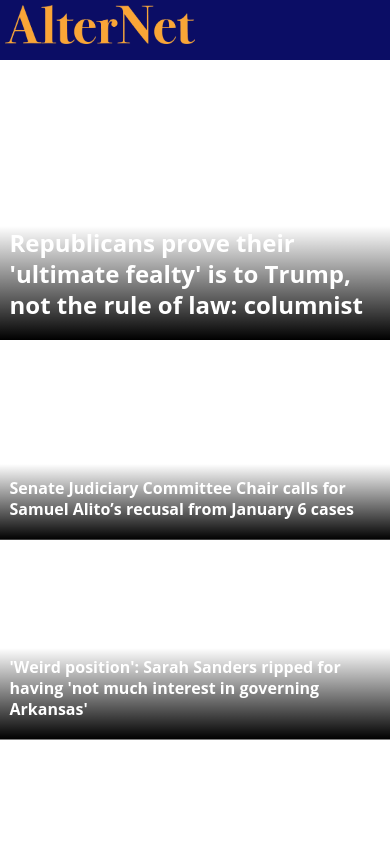 AlterNet
Republicans prove their
'ultimate fealty' is to Trump,
not the rule of law: columnist
Senate Judiciary Committee Chair calls for
Samuel Alito’s recusal from January 6 cases
'Weird position': Sarah Sanders ripped for
having 'not much interest in governing
Arkansas'